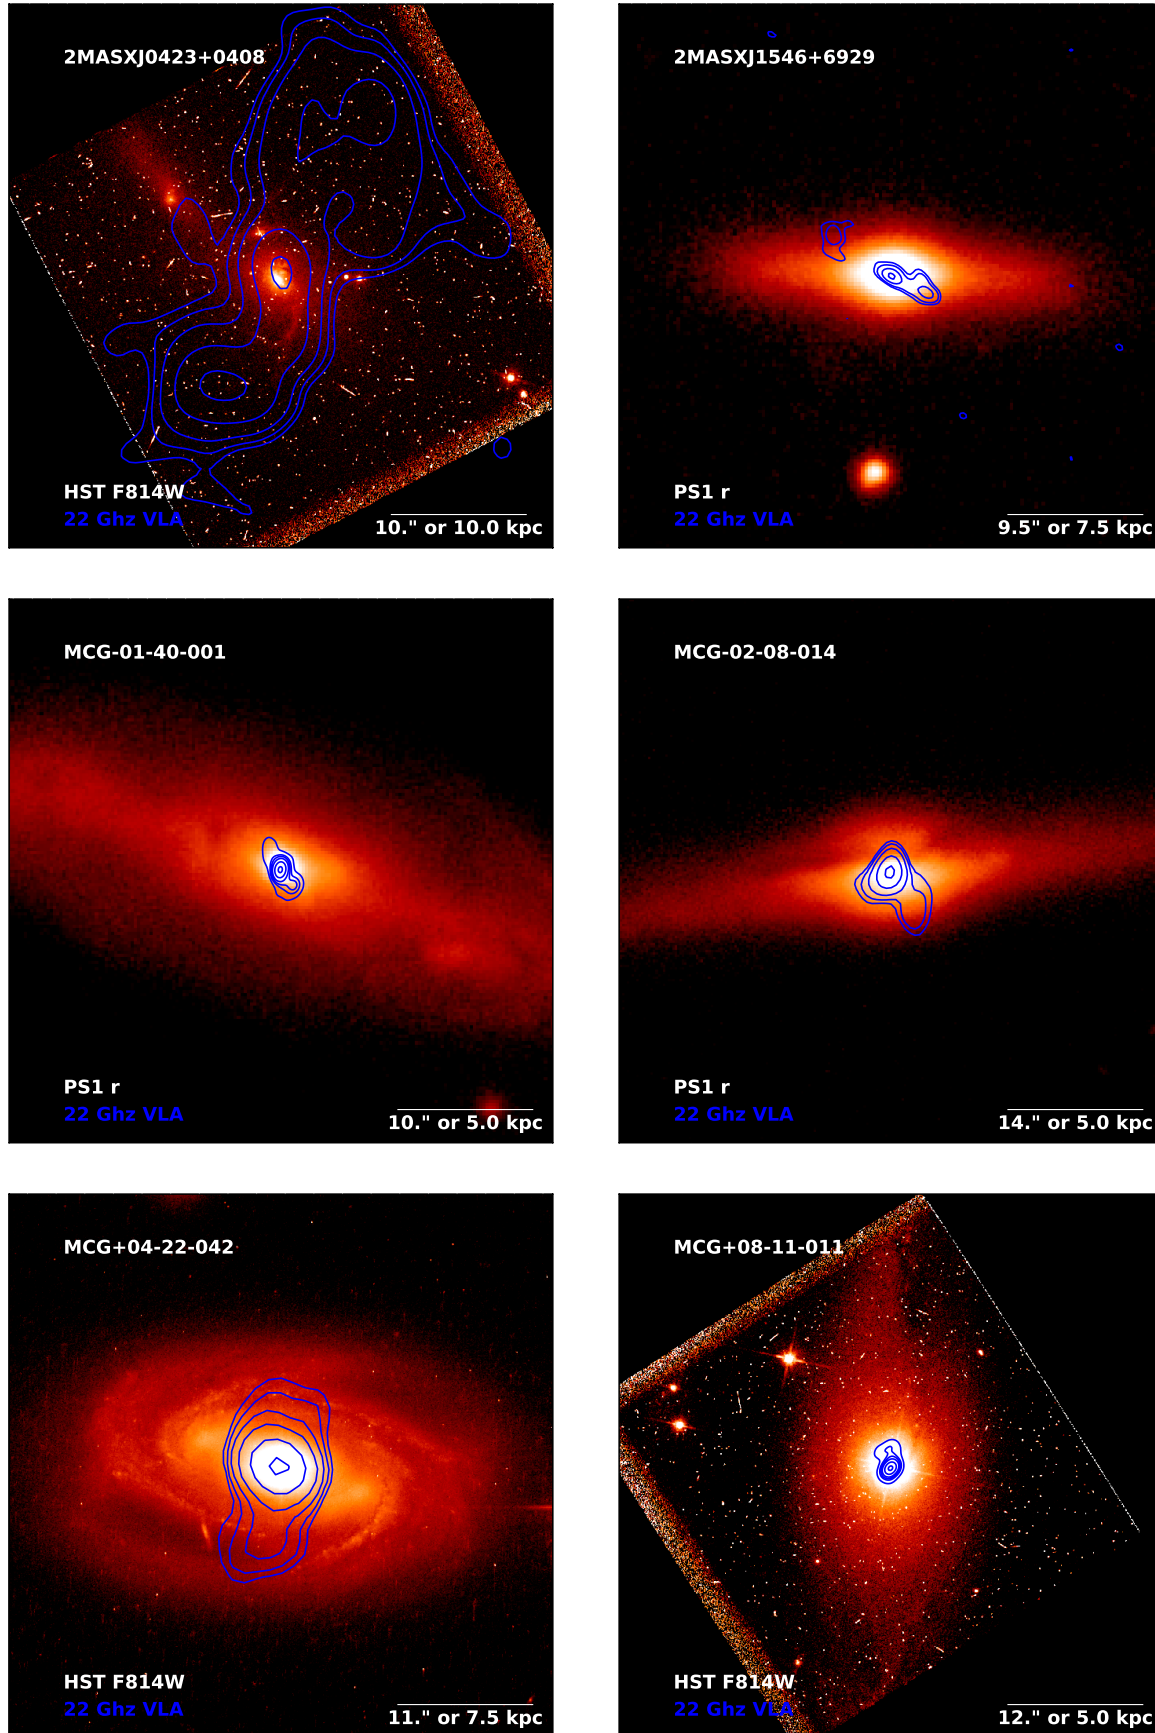 2MASXJ0423+0408
HST F814W
22 Ghz VLA
10." or 10.0 kpc
2MASXJ1546+6929
PS1 r
22 Ghz VLA
9.5" or 7.5 kpc
MCG-01-40-001
PS1 r
22 Ghz VLA
10." or 5.0 kpc
MCG-02-08-014
PS1 r
22 Ghz VLA
14." or 5.0 kpc
MCG+04-22-042
HST F814W
22 Ghz VLA
11." or 7.5 kpc
MCG+08-11-011
HST F814W
22 Ghz VLA
12." or 5.0 kpc